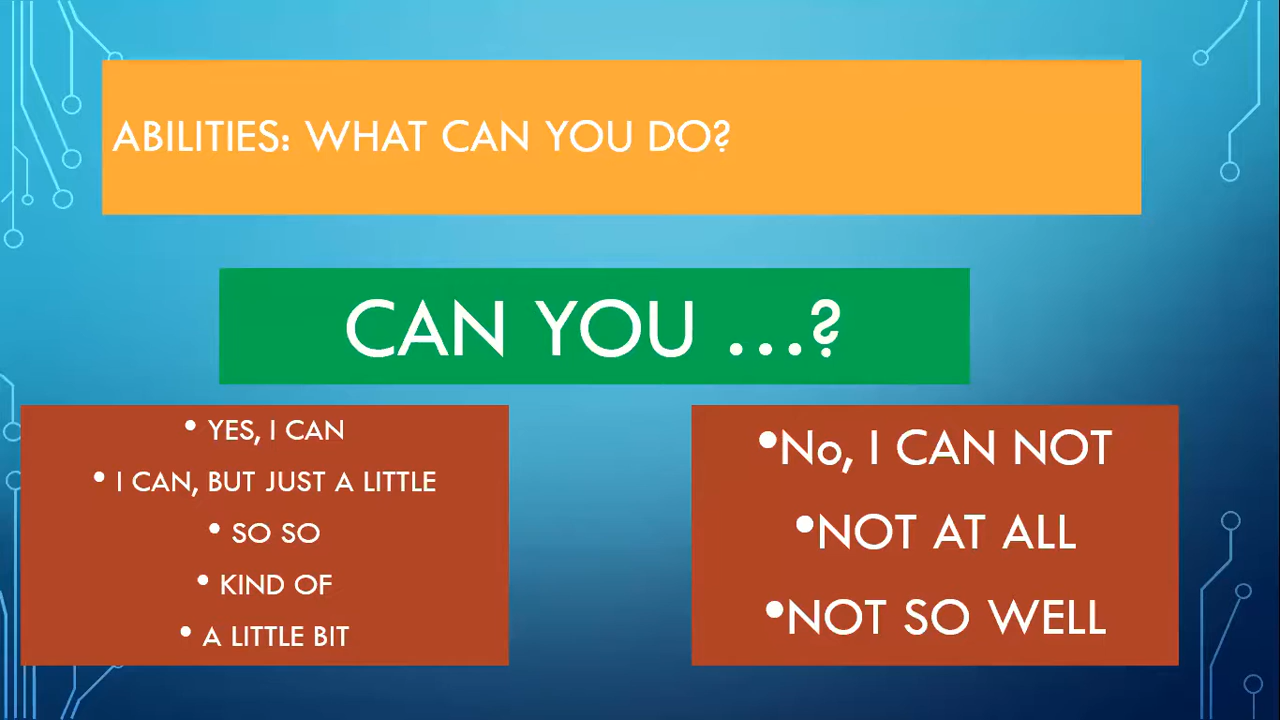 ABILITIES: WHAT CAN YOU DO?
CAN YOU ...?
• YES, I CAN
• I CAN, BUT JUST A LITTLE
• SO SO
• KIND OF
• A LITTLE BIT
•No, I CAN NOT
•NOT AT ALL
•NOT SO WELL